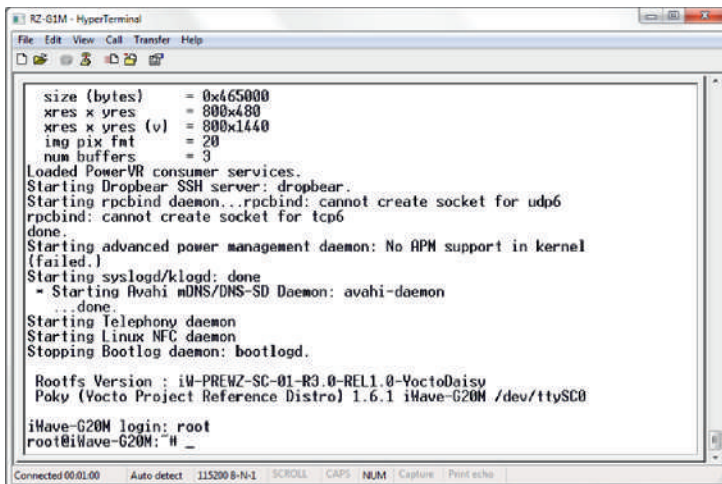 RZ-G1M - HyperTerminal
File Edit View Call Transfer Help
size (bytes) = 0x465000
xres x yres = 800x480
xres x yres (v) = 800x1440
img pix fmt = 20
num buffers = 3
Loaded PowerVR consumer services.
Starting Dropbear SSH server: dropbear.
Starting rpcbind daemon...rpcbind: cannot create socket for udp6
rpcbind: cannot create socket for tcp6
done.
Starting advanced power management daemon: No APM support in kernel
(failed.)
Starting syslogd/klogd: done
* Starting Avahi mDNS/DNS-SD Daemon: avahi-daemon
...done.
Starting Telephony daemon
Starting Linux NFC daemon
Stopping Bootlog daemon: bootlogd.
Rootfs Version : iW-PREWZ-SC-01-R3.0-REL1.0-YoctoDaisy
Poky (Yocto Project Reference Distro) 1.6.1 iWave-G20M /dev/ttySC0
iWave-G20M login: root
root@iWave-G20M:~# _
Connected 00:01:00 Auto detect 115200 8-N-1 SCROLL CAPS NUM Capture Print echo